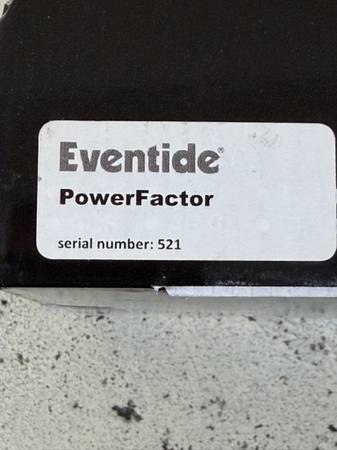 Eventide®
PowerFactor
serial number: 521